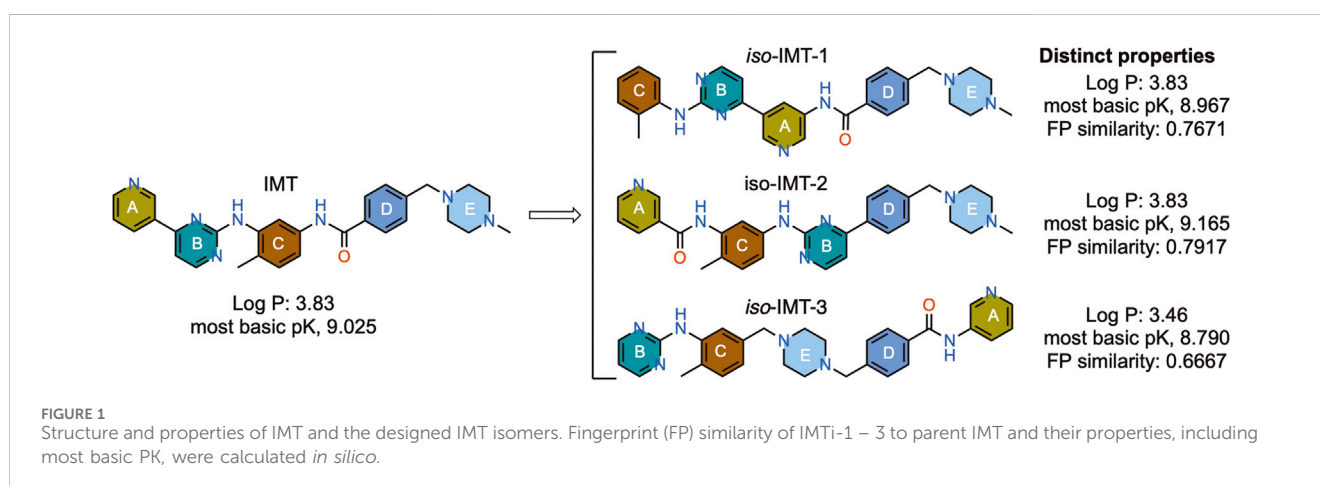 iso-IMT-1
Distinct properties
C
N
B
N
N
H
A
N
H
N
O
D
N
E
N
Log P: 3.83
most basic pK, 8.967
FP similarity: 0.7671
IMT
N
A
B
N
N
H
N
C
H
N
O
D
N
E
N
Log P: 3.83
most basic pK, 9.025
iso-IMT-2
N
A
O
H
N
C
H
N
N
B
N
D
N
E
N
Log P: 3.83
most basic pK, 9.165
FP similarity: 0.7917
iso-IMT-3
B
N
N
H
N
C
N
E
N
D
O
N
H
A
N
Log P: 3.46
most basic pK, 8.790
FP similarity: 0.6667
FIGURE 1
Structure and properties of IMT and the designed IMT isomers. Fingerprint (FP) similarity of IMTi-1 – 3 to parent IMT and their properties, including
most basic PK, were calculated in silico.